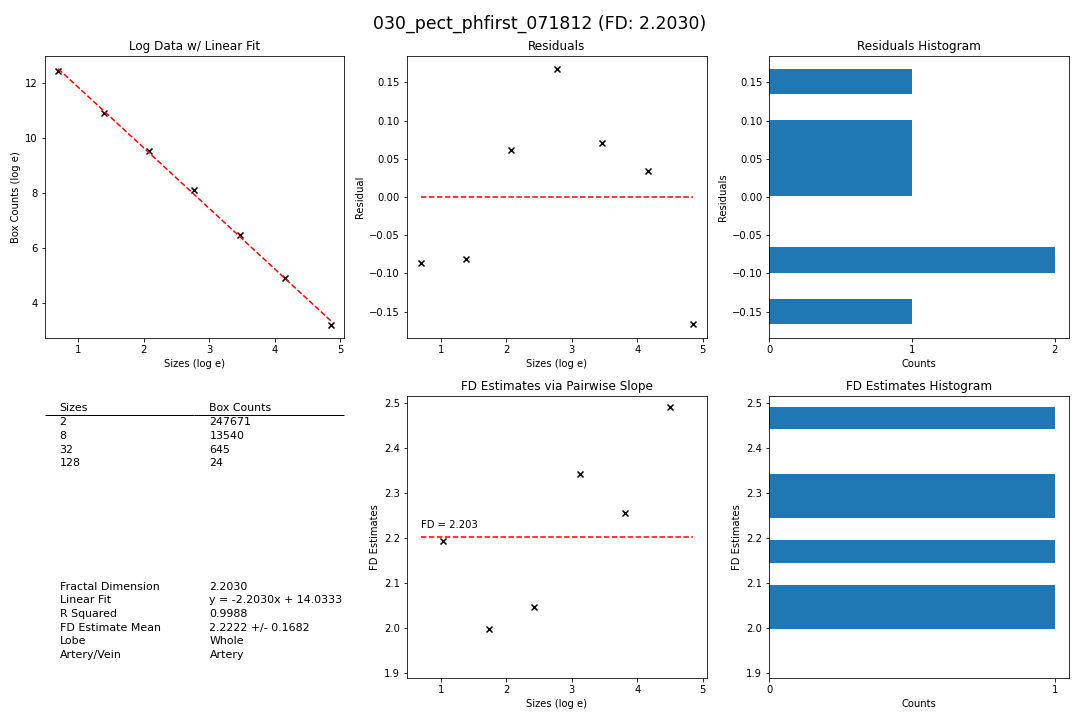 030_pect_phfirst_071812 (FD: 2.2030)
Log Data w/ Linear Fit
Box Counts (log e)
12
10
8
6
4
1 2 3 4 5
Sizes (log e)
Residuals
Residual
0.15
0.10
0.05
0.00
−0.05
−0.10
−0.15
1 2 3 4 5
Sizes (log e)
Residuals Histogram
Residuals
0.15
0.10
0.05
0.00
−0.05
−0.10
−0.15
0 1 2
Counts
Sizes Box Counts
2 247671
8 13540
32 645
128 24
Fractal Dimension 2.2030
Linear Fit y = -2.2030x + 14.0333
R Squared 0.9988
FD Estimate Mean 2.2222 +/- 0.1682
Lobe Whole
Artery/Vein Artery
FD Estimates via Pairwise Slope
FD Estimates
2.5
2.4
2.3
2.2
2.1
2.0
1.9
FD = 2.203
1 2 3 4 5
Sizes (log e)
FD Estimates Histogram
FD Estimates
2.5
2.4
2.3
2.2
2.1
2.0
1.9
0 1
Counts